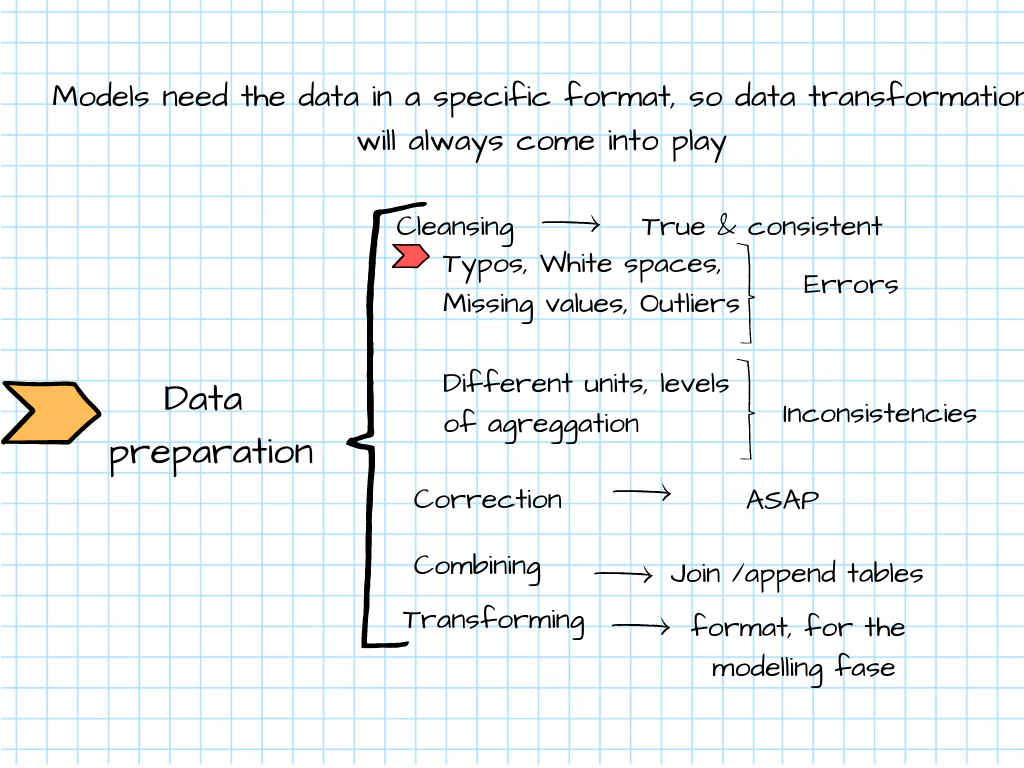 Models need the data in a specific format, so data transformation
will always come into play
Data
preparation
Cleansing → True & consistent
Typos, White spaces,
Missing values, Outliers
Errors
Different units, levels
of agreggation
Inconsistencies
Correction → ASAP
Combining → Join /append tables
Transforming → format, for the
modelling fase